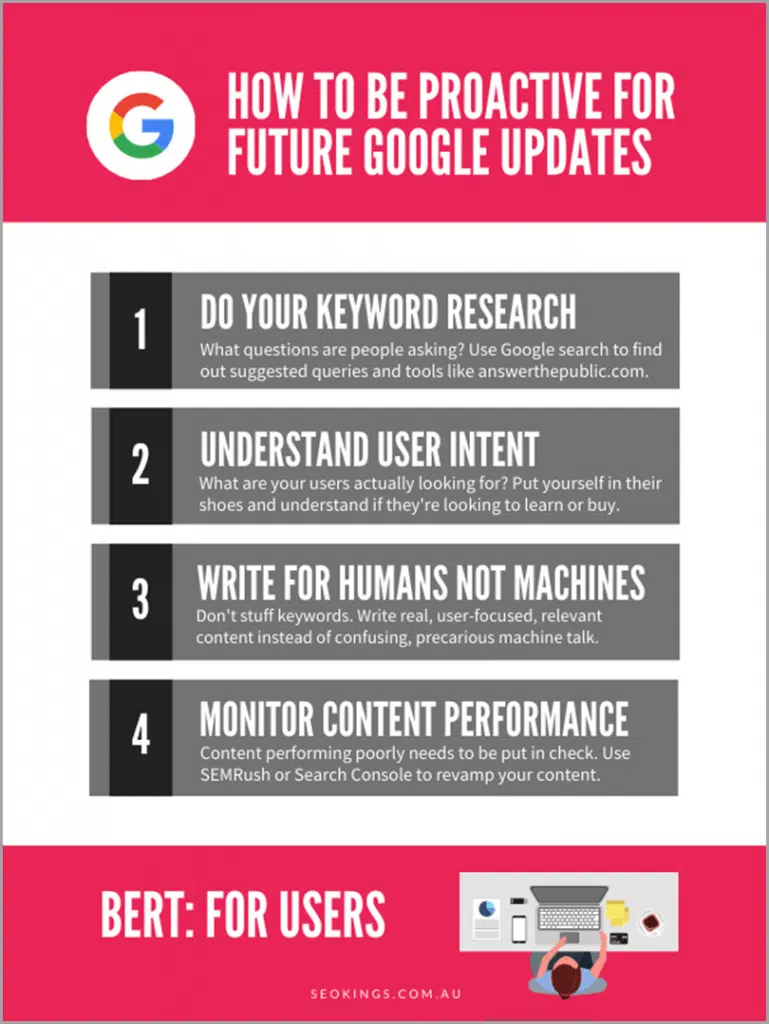 HOW TO BE PROACTIVE FOR
FUTURE GOOGLE UPDATES
1
DO YOUR KEYWORD RESEARCH
What questions are people asking? Use Google search to find
out suggested queries and tools like answerthepublic.com.
2
UNDERSTAND USER INTENT
What are your users actually looking for? Put yourself in their
shoes and understand if they're looking to learn or buy.
3
WRITE FOR HUMANS NOT MACHINES
Don't stuff keywords. Write real, user-focused, relevant
content instead of confusing, precarious machine talk.
4
MONITOR CONTENT PERFORMANCE
Content performing poorly needs to be put in check. Use
SEMRush or Search Console to revamp your content.
BERT: FOR USERS
SEOKINGS.COM.AU